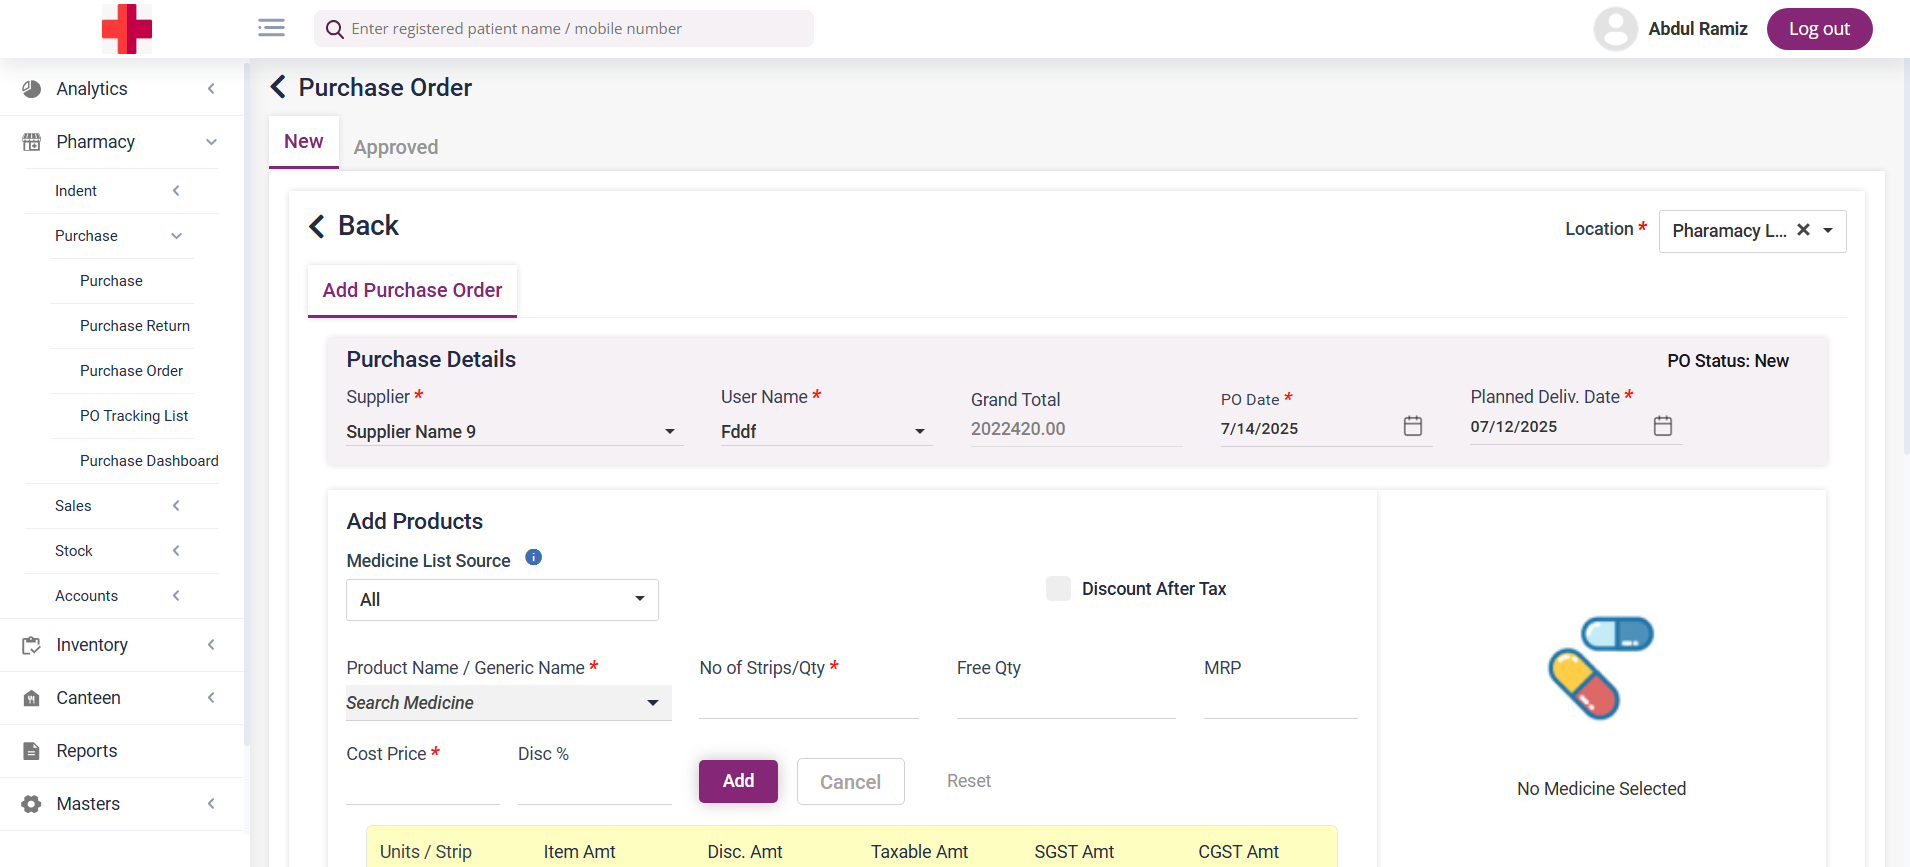 Enter registered patient name / mobile number
Abdul Ramiz
Log out
Analytics
Pharmacy
Indent
Purchase
Purchase
Purchase Return
Purchase Order
PO Tracking List
Purchase Dashboard
Sales
Stock
Accounts
Inventory
Canteen
Reports
Masters
Purchase Order
New
Approved
Back
Location *
Pharamacy L...
Add Purchase Order
Purchase Details
PO Status: New
Supplier *
User Name *
Grand Total
PO Date *
Planned Deliv. Date *
Supplier Name 9
Fddf
2022420.00
7/14/2025
07/12/2025
Add Products
Medicine List Source
All
Discount After Tax
Product Name / Generic Name *
No of Strips/Qty *
Free Qty
MRP
Search Medicine
Cost Price *
Disc %
Add
Cancel
Reset
No Medicine Selected
Units / Strip
Item Amt
Disc. Amt
Taxable Amt
SGST Amt
CGST Amt